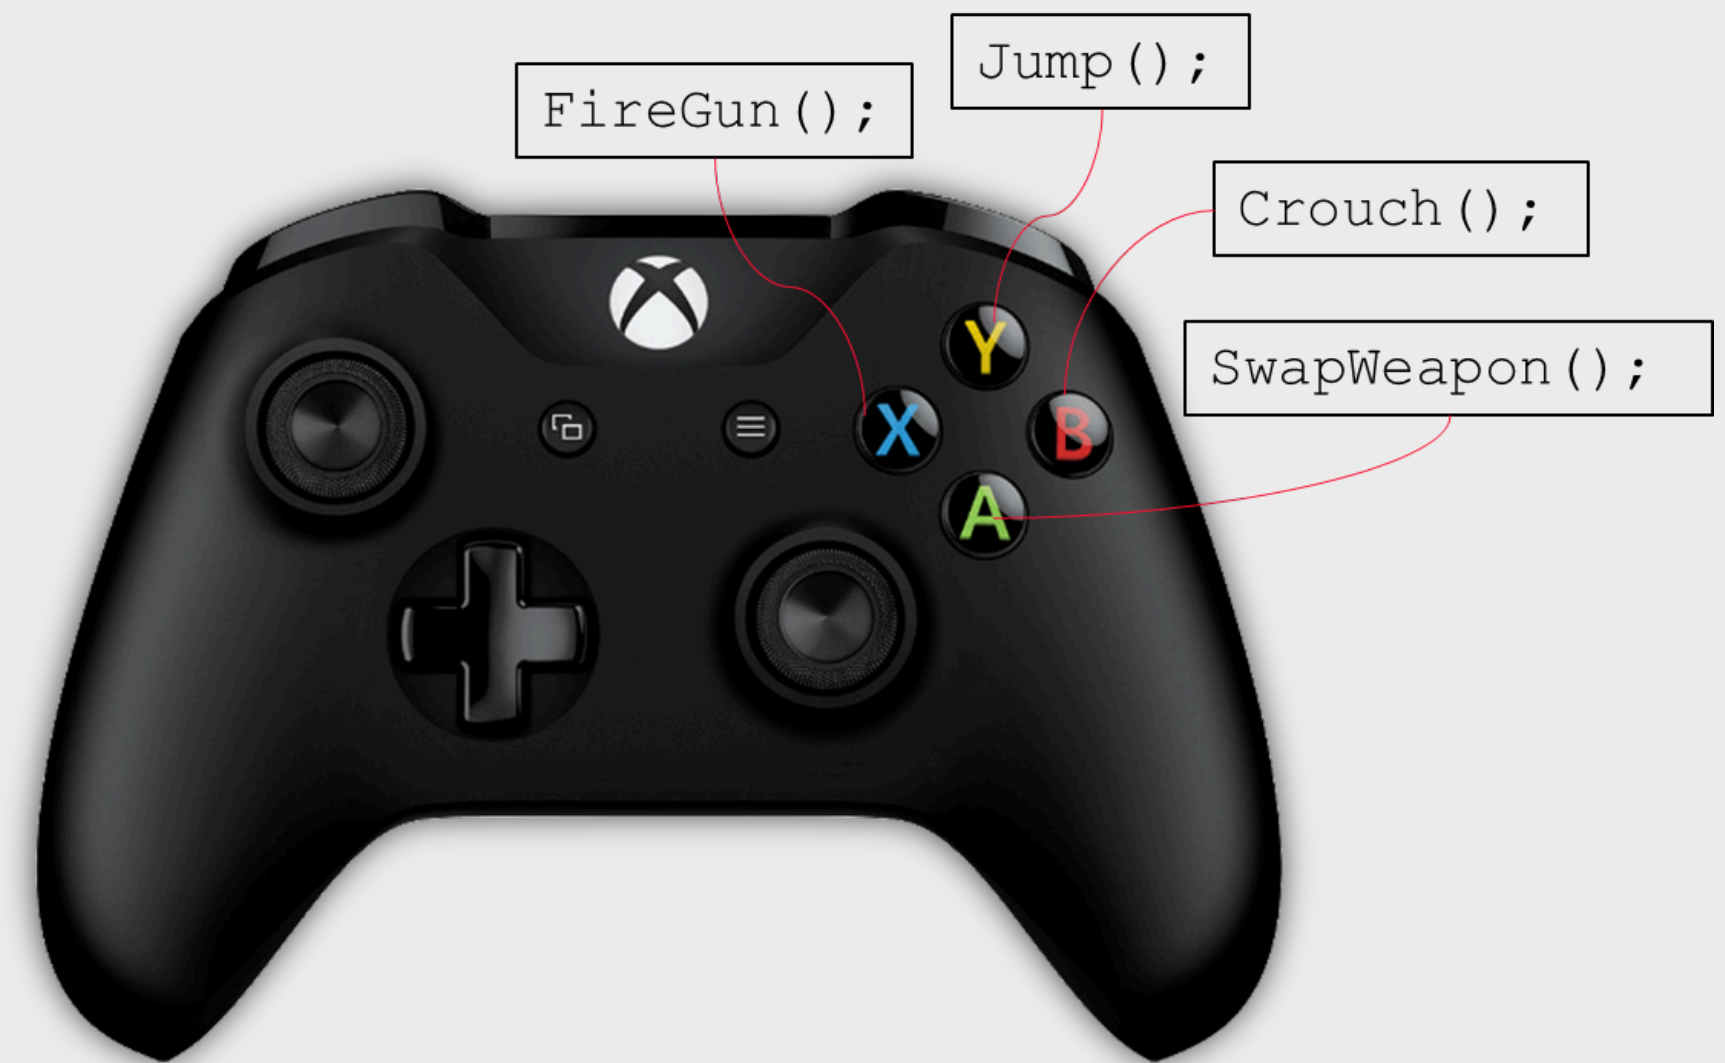 Jump();
FireGun();
Crouch();
SwapWeapon();
Y
X
B
A